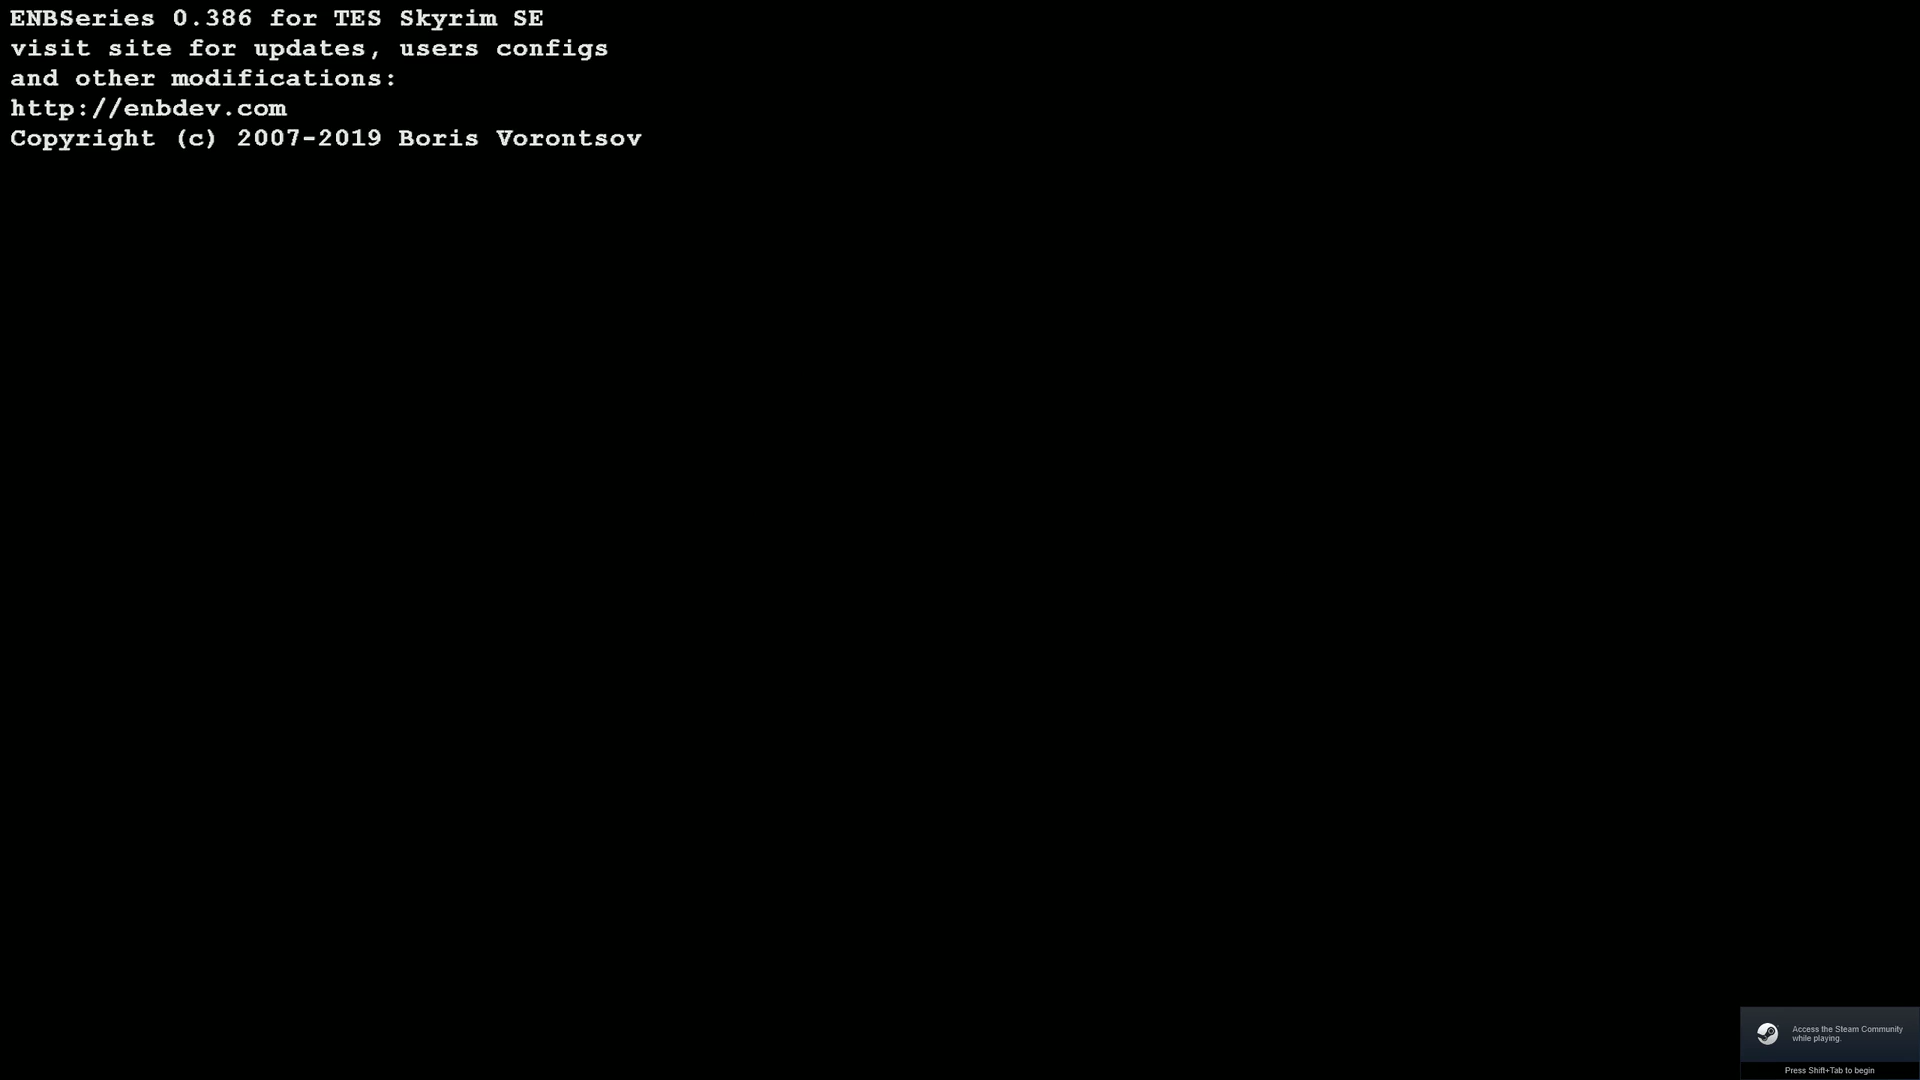 ENBSeries 0.386 for TES Skyrim SE
visit site for updates, users configs
and other modifications:
http://enbdev.com
Copyright (c) 2007-2019 Boris Vorontsov
Access the Steam Community
while playing.
Press Shift+Tab to begin